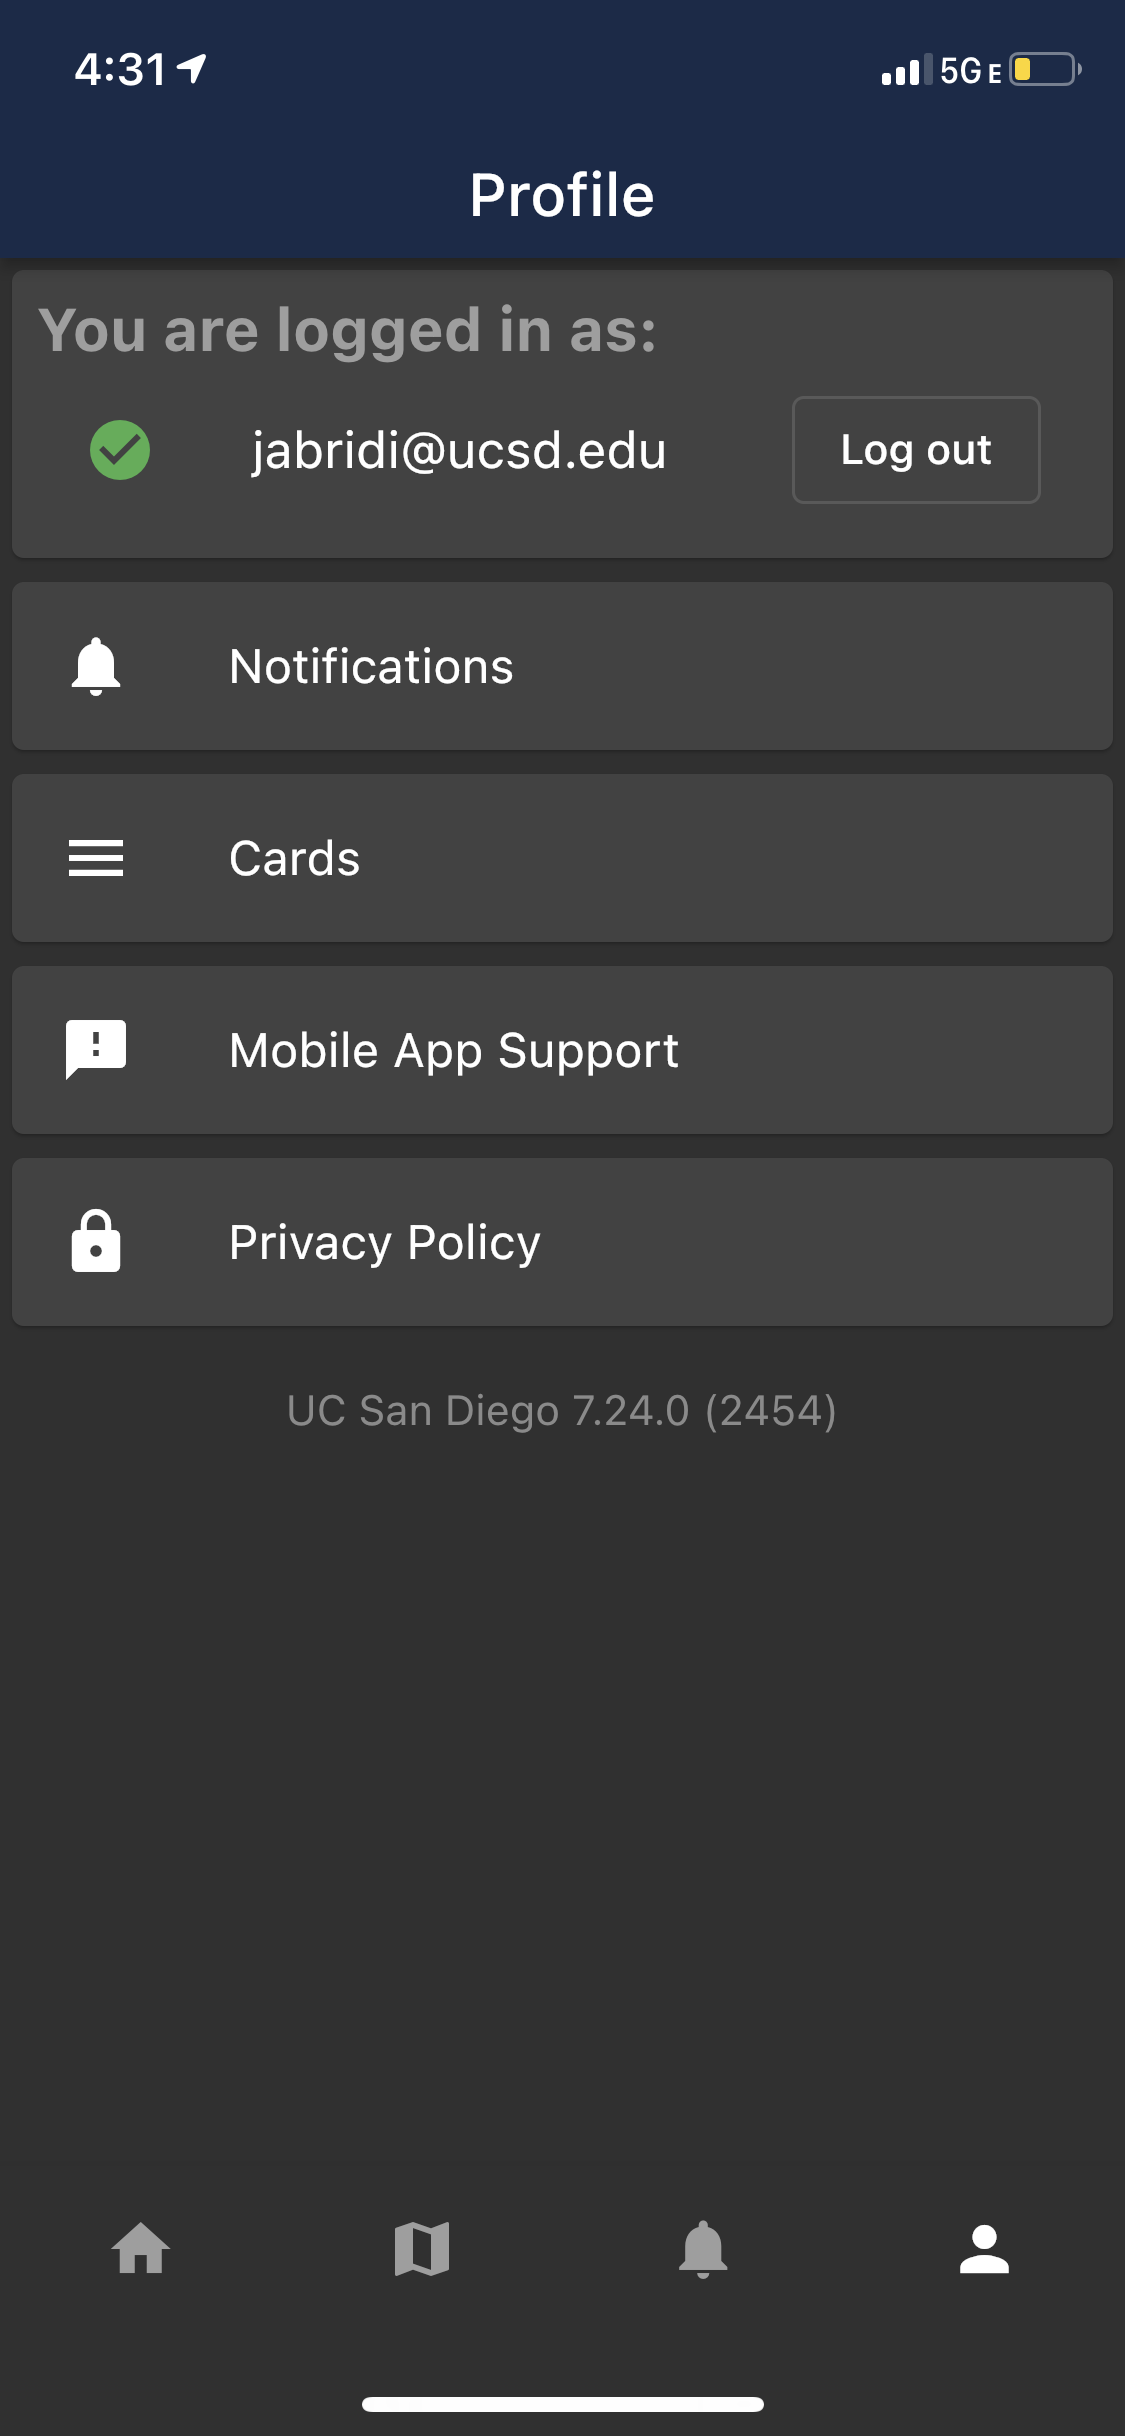 4:31
5G E
Profile
You are logged in as:
jabridi@ucsd.edu
Log out
Notifications
Cards
Mobile App Support
Privacy Policy
UC San Diego 7.24.0 (2454)